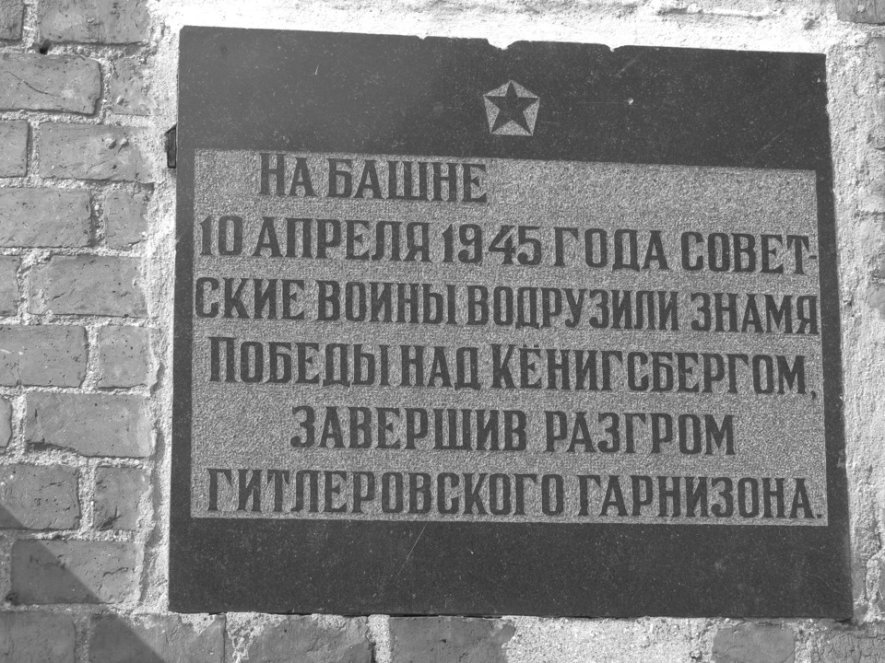 НА БАШНЕ
10 АПРЕЛЯ 1945 ГОДА СОВЕТ-
СКИЕ ВОИНЫ ВОДРУЗИЛИ ЗНАМЯ
ПОБЕДЫ НАД КЁНИГСБЕРГОМ,
ЗАВЕРШИВ РАЗГРОМ
ГИТЛЕРОВСКОГО ГАРНИЗОНА.